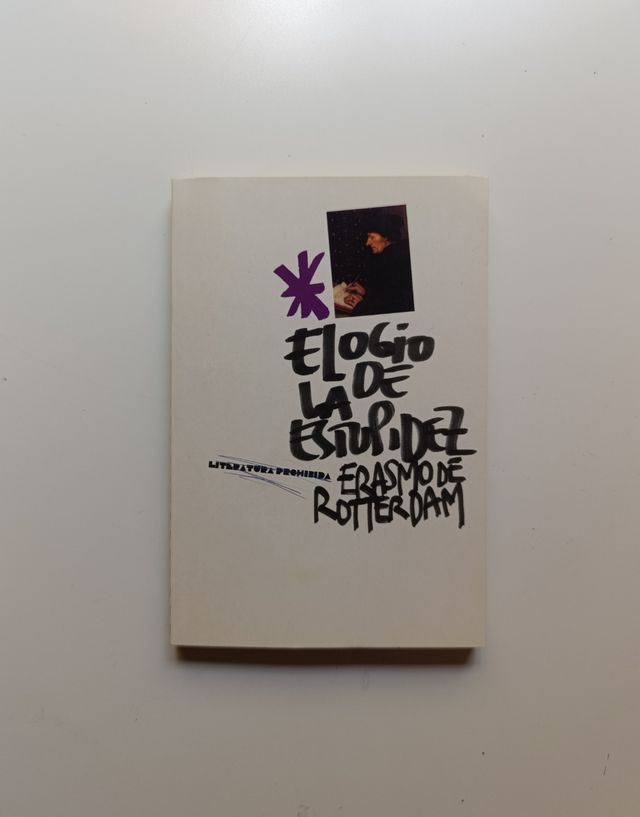 ELOGIO
DE
LA
ESTUPIDEZ
LITERATURA PROHIBIDA
ERASMO DE
ROTTERDAM